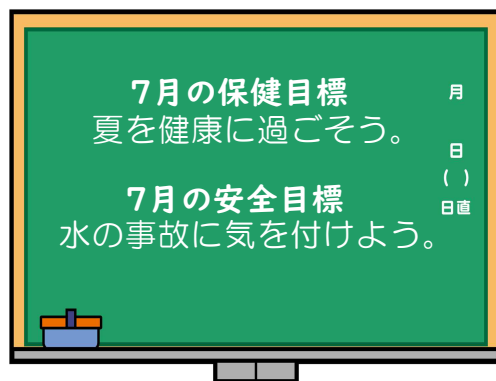 7月の保健目標
夏を健康に過ごそう。
7月の安全目標
水の事故に気を付けよう。
月
日
( )
日直